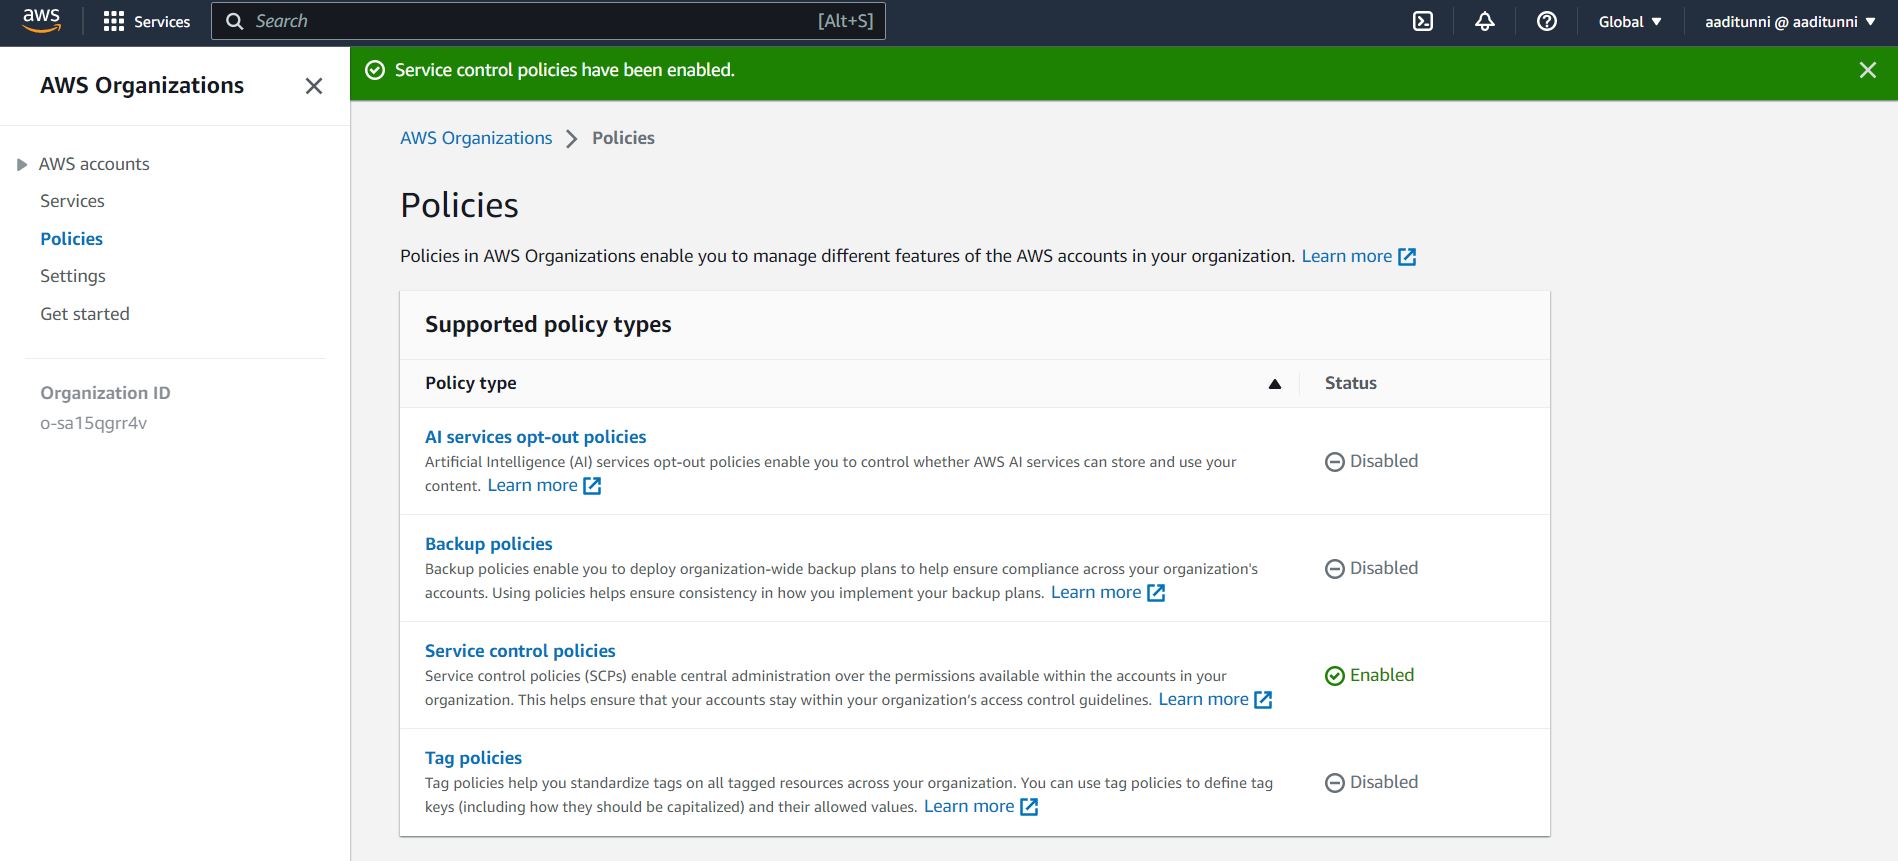 aws
Services
Search
[Alt+S]
Global
aaditunni @ aaditunni
AWS Organizations
AWS accounts
Services
Policies
Settings
Get started
Organization ID
o-sa15qgrr4v
Service control policies have been enabled.
AWS Organizations
Policies
Policies
Policies in AWS Organizations enable you to manage different features of the AWS accounts in your organization. Learn more
Supported policy types
Policy type
Status
AI services opt-out policies
Artificial Intelligence (AI) services opt-out policies enable you to control whether AWS AI services can store and use your
content. Learn more
Disabled
Backup policies
Backup policies enable you to deploy organization-wide backup plans to help ensure compliance across your organization's
accounts. Using policies helps ensure consistency in how you implement your backup plans. Learn more
Disabled
Service control policies
Service control policies (SCPs) enable central administration over the permissions available within the accounts in your
organization. This helps ensure that your accounts stay within your organization’s access control guidelines. Learn more
Enabled
Tag policies
Tag policies help you standardize tags on all tagged resources across your organization. You can use tag policies to define tag
keys (including how they should be capitalized) and their allowed values. Learn more
Disabled